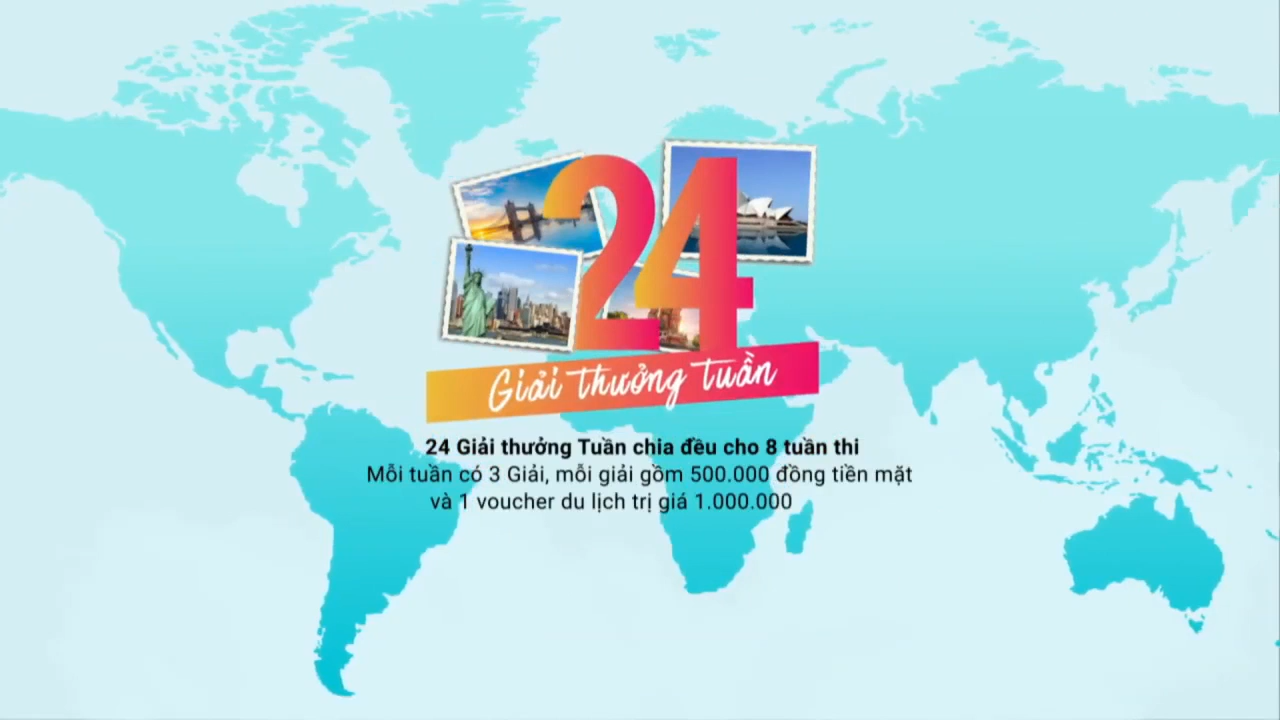 24
Giải thưởng tuần
24 Giải thưởng Tuần chia đều cho 8 tuần thi
Mỗi tuần có 3 Giải, mỗi giải gồm 500.000 đồng tiền mặt
và 1 voucher du lịch trị giá 1.000.000